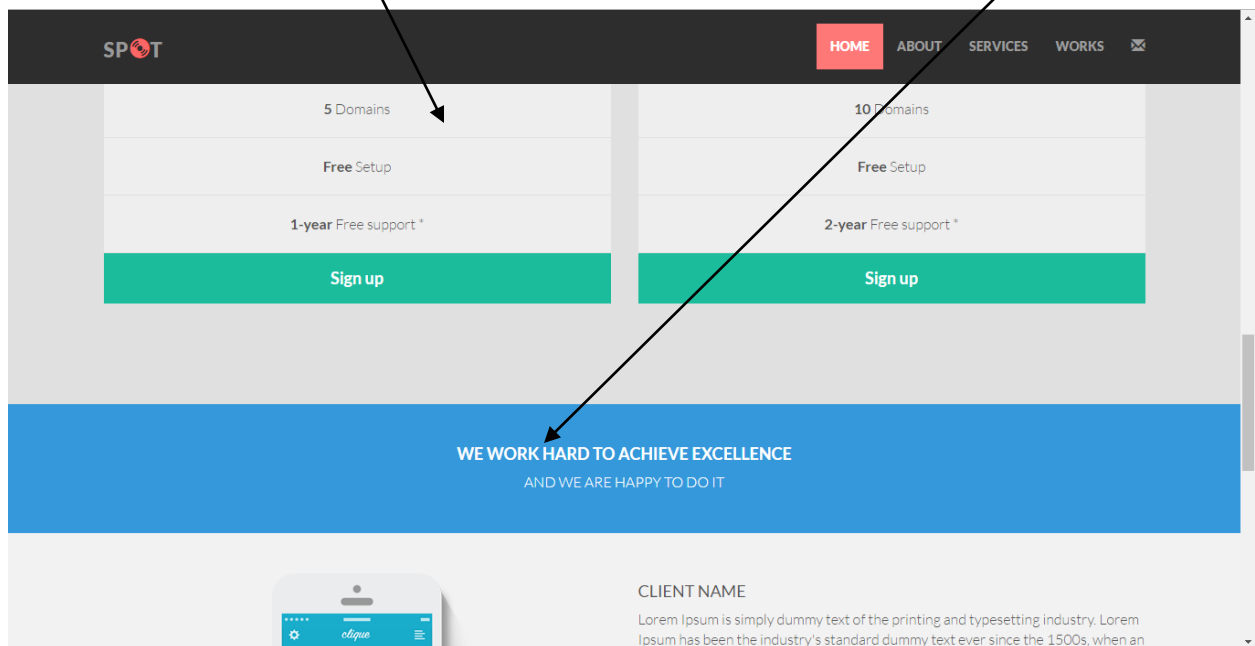 SPOT
HOME ABOUT SERVICES WORKS
5 Domains
Free Setup
1-year Free support *
Sign up
10 Domains
Free Setup
2-year Free support *
Sign up
WE WORK HARD TO ACHIEVE EXCELLENCE
AND WE ARE HAPPY TO DO IT
clique
CLIENT NAME
Lorem Ipsum is simply dummy text of the printing and typesetting industry. Lorem
Ipsum has been the industry's standard dummy text ever since the 1500s, when an